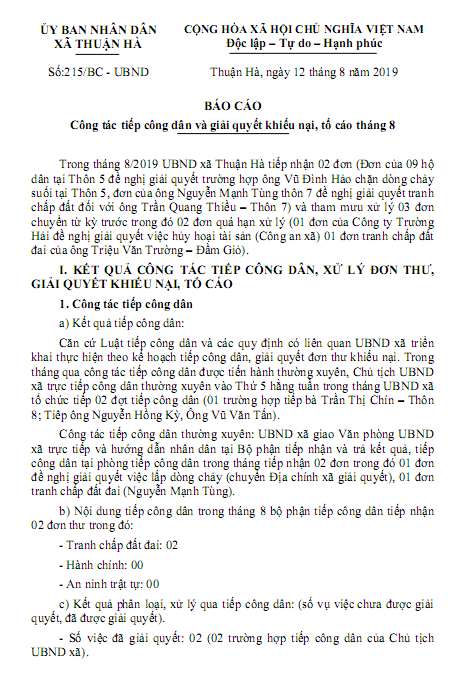 ỦY BAN NHÂN DÂN
XÃ THUẬN HÀ
CỘNG HÒA XÃ HỘI CHỦ NGHĨA VIỆT NAM
Độc lập – Tự do – Hạnh phúc
Số:215/BC - UBND
Thuận Hà, ngày 12 tháng 8 năm 2019
BÁO CÁO
Công tác tiếp công dân và giải quyết khiếu nại, tố cáo tháng 8
Trong tháng 8/2019 UBND xã Thuận Hà tiếp nhận 02 đơn (Đơn của 09 hộ
dân tại Thôn 5 đề nghị giải quyết trường hợp ông Vũ Đình Hảo chặn dòng chảy
suối tại Thôn 5, đơn của ông Nguyễn Mạnh Tùng thôn 7 đề nghị giải quyết tranh
chấp đất đối với ông Trần Quang Thiều – Thôn 7) và tham mưu xử lý 03 đơn
chuyển từ kỳ trước trong đó 02 đơn quá hạn xử lý (01 đơn của Công ty Trường
Hải đề nghị giải quyết việc hủy hoại tài sản (Công an xã) 01 đơn tranh chấp đất
đai của ông Triệu Văn Trường – Đầm Giỏ).
I. KẾT QUẢ CÔNG TÁC TIẾP CÔNG DÂN, XỬ LÝ ĐƠN THƯ,
GIẢI QUYẾT KHIẾU NẠI, TỐ CÁO
1. Công tác tiếp công dân
a) Kết quả tiếp công dân:
Căn cứ Luật tiếp công dân và các quy định có liên quan UBND xã triển
khai thực hiện theo kế hoạch tiếp công dân, giải quyết đơn thư khiếu nại. Trong
tháng qua công tác tiếp công dân được tiến hành thường xuyên, Chủ tịch UBND
xã trực tiếp công dân thường xuyên vào Thứ 5 hằng tuần trong tháng UBND xã
tổ chức tiếp 02 đợt tiếp công dân (01 trường hợp tiếp bà Trần Thị Chín – Thôn
8; Tiếp ông Nguyễn Hồng Kỳ, Ông Vũ Văn Tấn).
Công tác tiếp công dân thường xuyên: UBND xã giao Văn phòng UBND
xã trực tiếp và hướng dẫn nhân dân tại Bộ phận tiếp nhận và trả kết quả, tiếp
công dân tại phòng tiếp công dân trong tháng tiếp nhận 02 đơn trong đó 01 đơn
đề nghị giải quyết việc lấp dòng chảy (chuyển Địa chính xã giải quyết), 01 đơn
tranh chấp đất đai (Nguyễn Mạnh Tùng).
b) Nội dung tiếp công dân trong tháng 8 bộ phận tiếp công dân tiếp nhận
02 đơn thư trong đó:
- Tranh chấp đất đai: 02
- Hành chính: 00
- An ninh trật tự: 00
c) Kết quả phân loại, xử lý qua tiếp công dân: (số vụ việc chưa được giải
quyết, đã được giải quyết).
- Số việc đã giải quyết: 02 (02 trường hợp tiếp công dân của Chủ tịch
UBND xã).